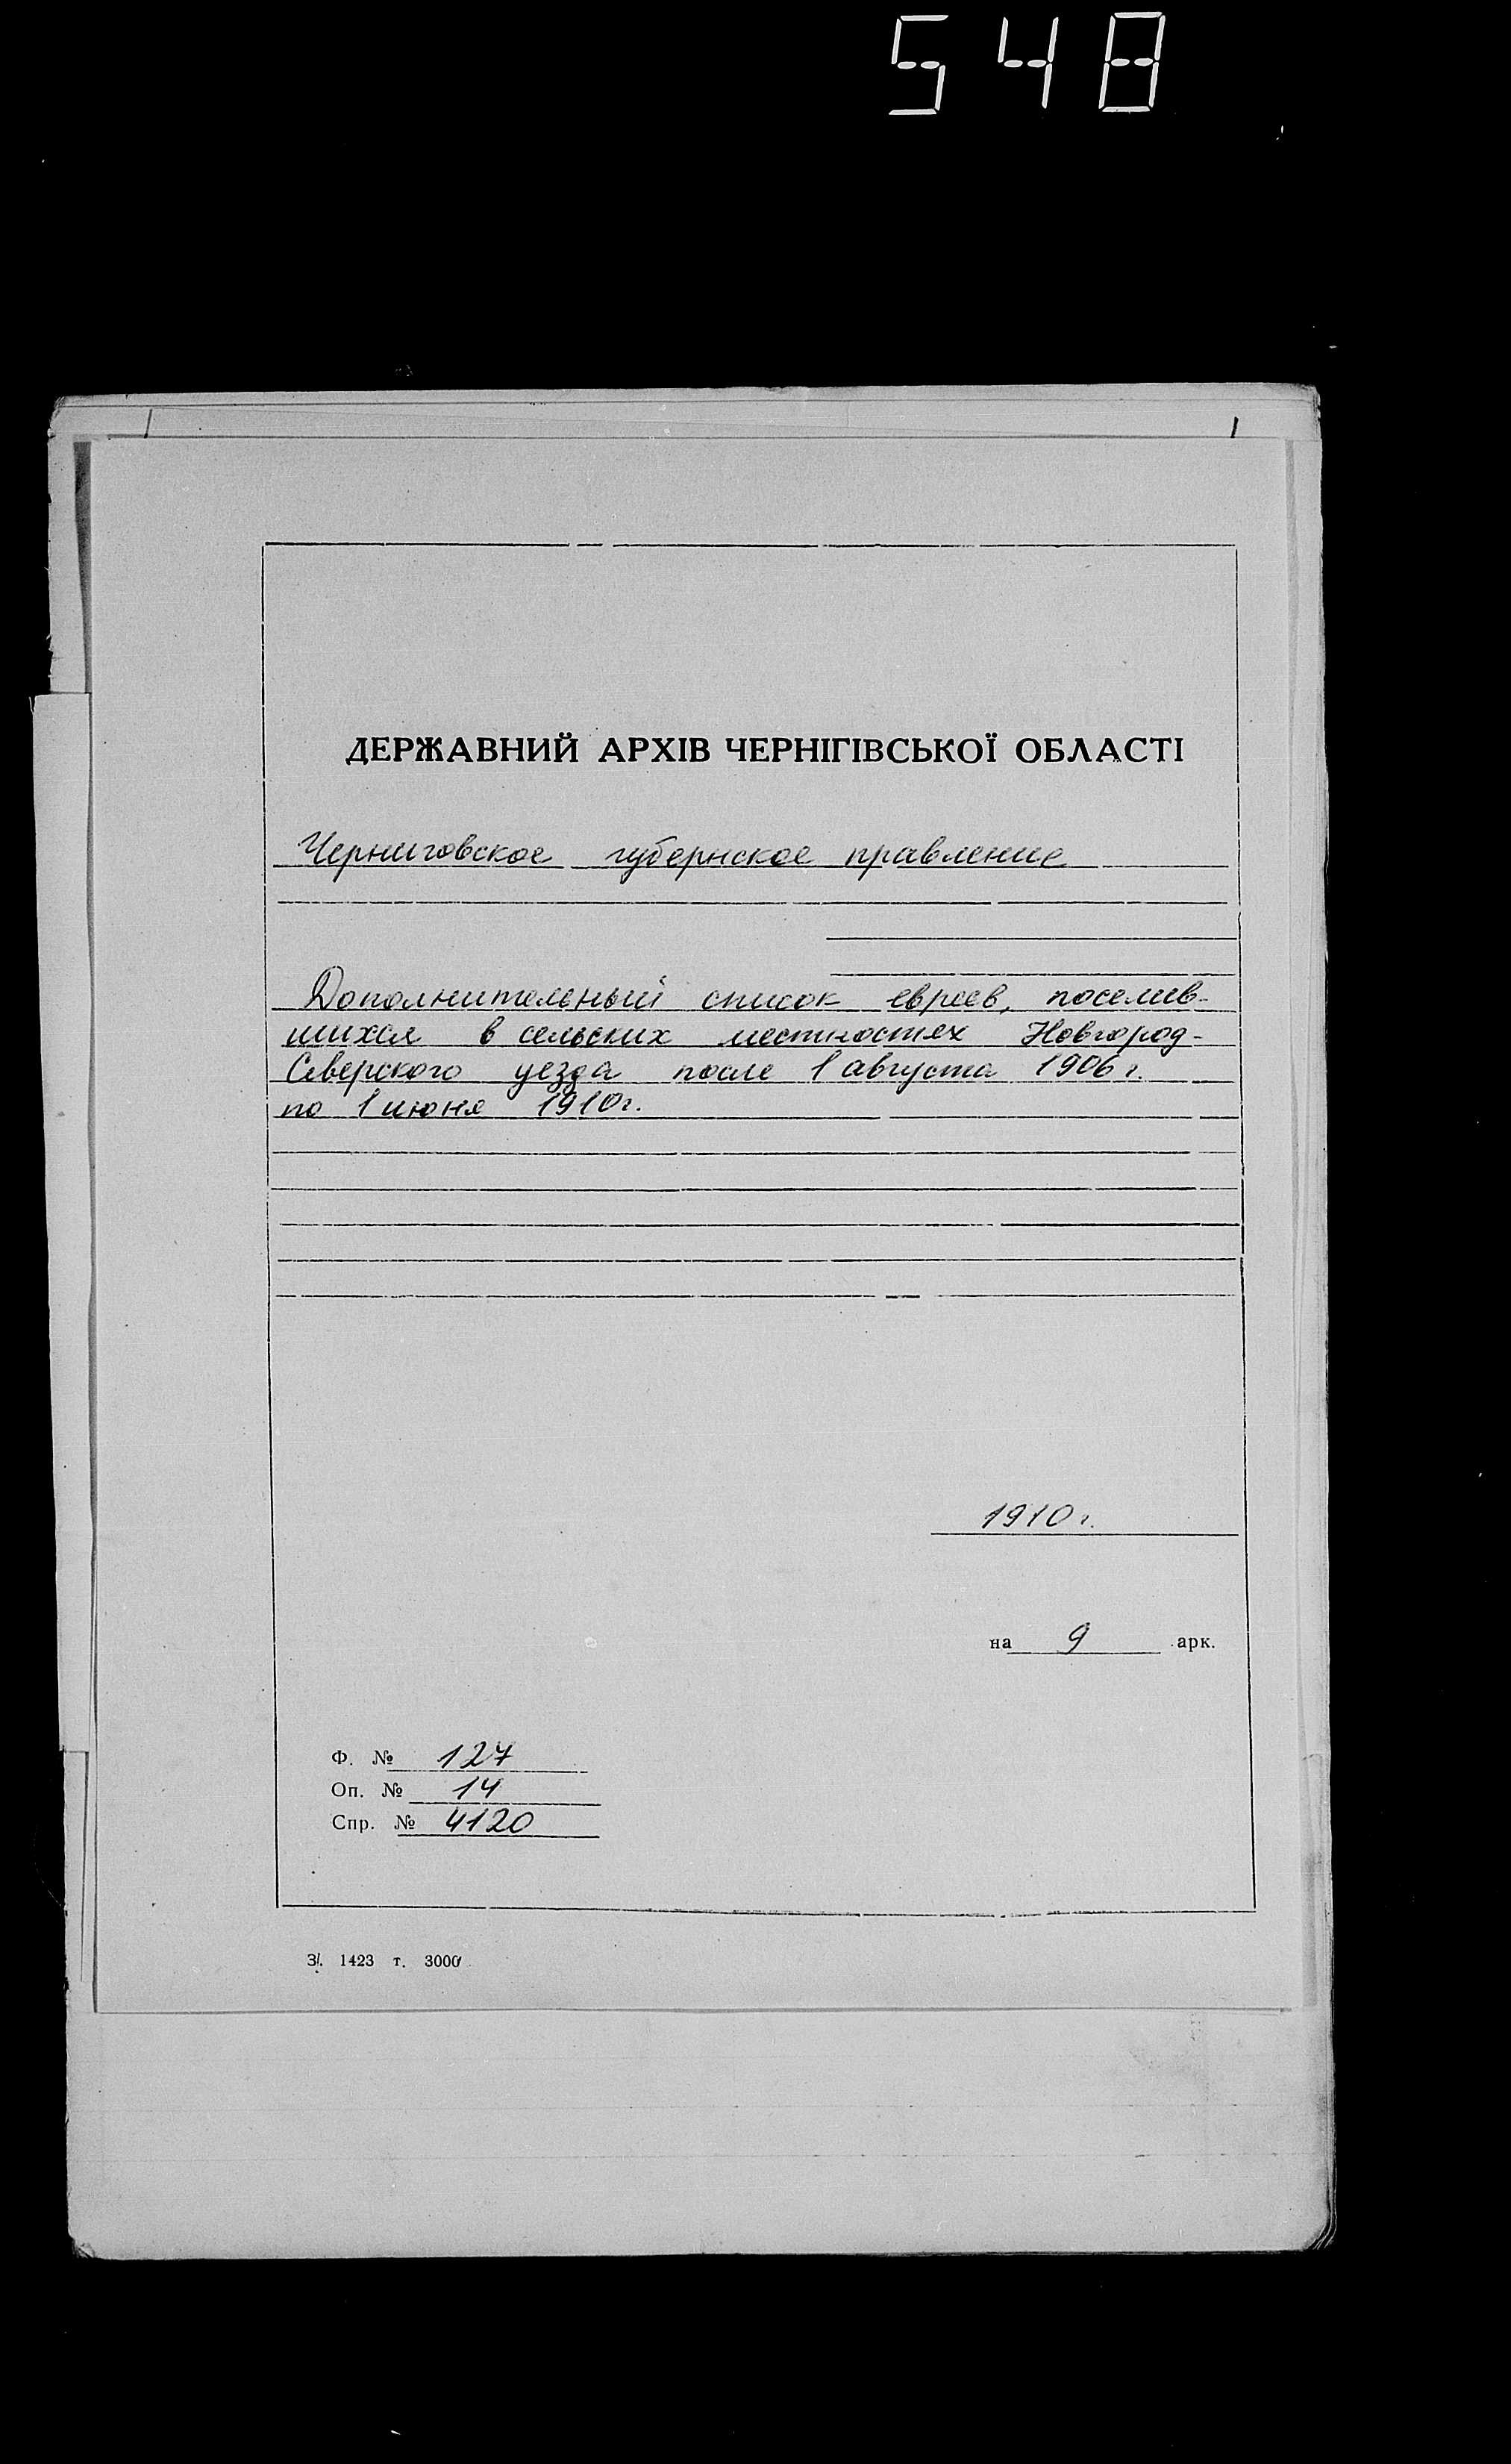 548
ДЕРЖАВНИЙ АРХІВ ЧЕРНІГІВСЬКОЇ ОБЛАСТІ
Черниговское губернское правление
Дополнительный список евреев, поселив-
шихся в сельских местностях Новгород-
Северского уезда после 1 августа 1906 г.
по 1 июня 1910 г.
1910 г.
на 9 арк.
Ф. № 127
Оп. № 14
Спр. № 4120
З. 1423 т. 3000